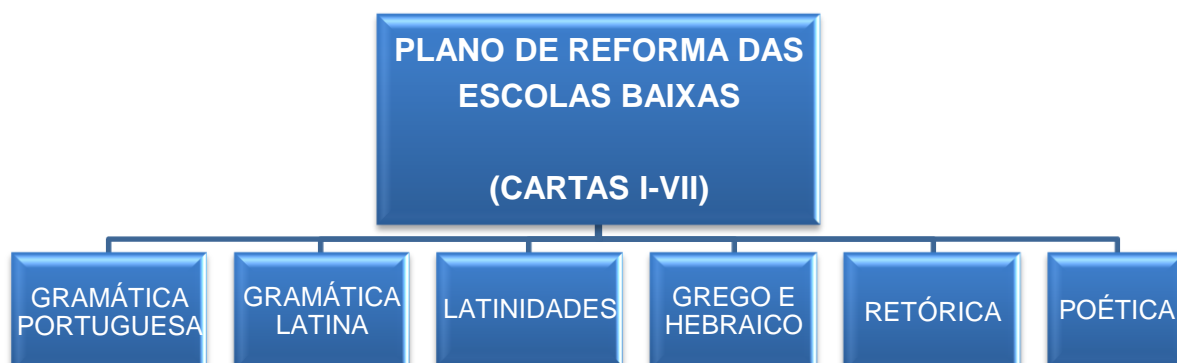 PLANO DE REFORMA DAS
ESCOLAS BAIXAS
(CARTAS I-VII)
GRAMÁTICA
PORTUGUESA
GRAMÁTICA
LATINA
LATINIDADES
GREGO E
HEBRAICO
RETÓRICA
POÉTICA